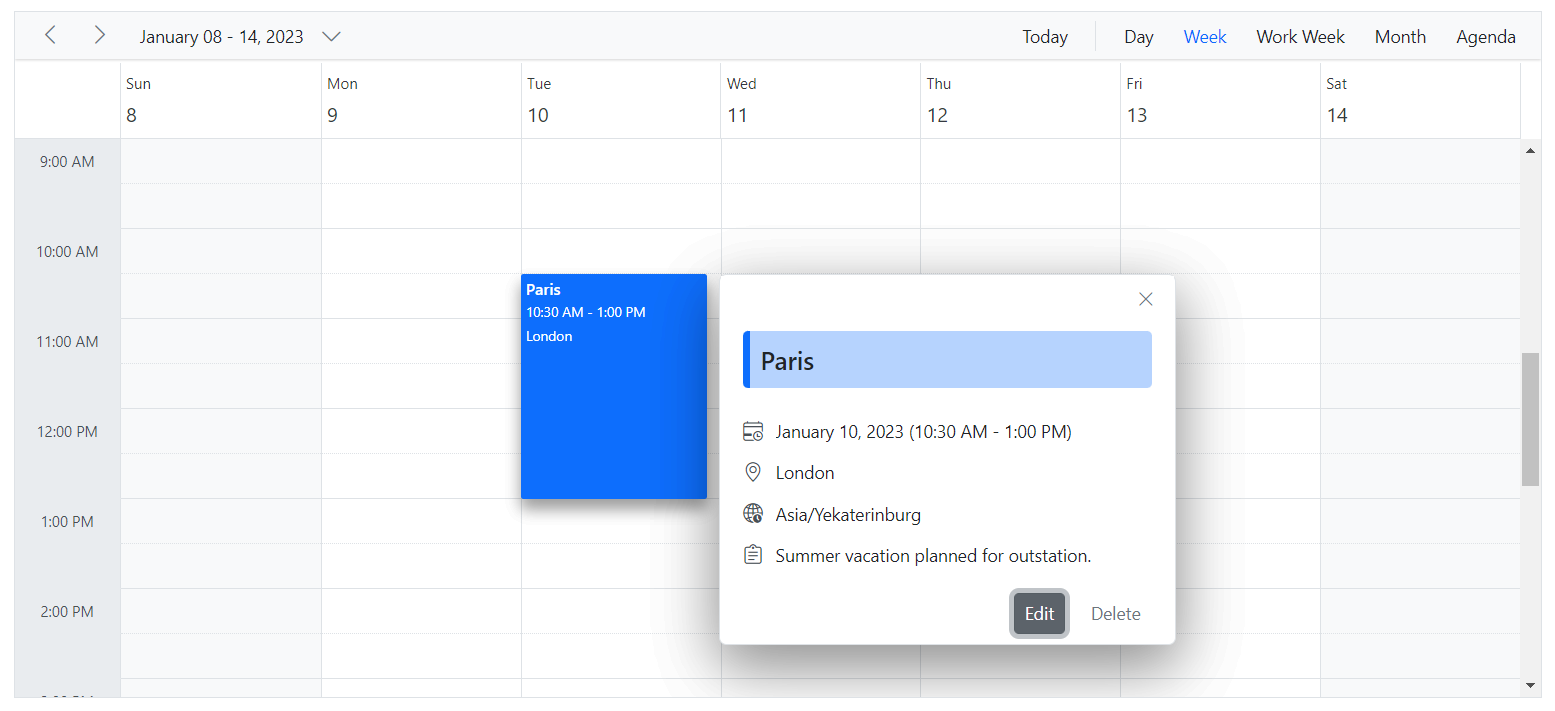 January 08 - 14, 2023 Today Day Week Work Week Month Agenda
Sun Mon Tue Wed Thu Fri Sat
8 9 10 11 12 13 14
9:00 AM
10:00 AM
Paris
10:30 AM - 1:00 PM
London
11:00 AM
12:00 PM
1:00 PM
2:00 PM
Paris
January 10, 2023 (10:30 AM - 1:00 PM)
London
Asia/Yekaterinburg
Summer vacation planned for outstation.
Edit Delete